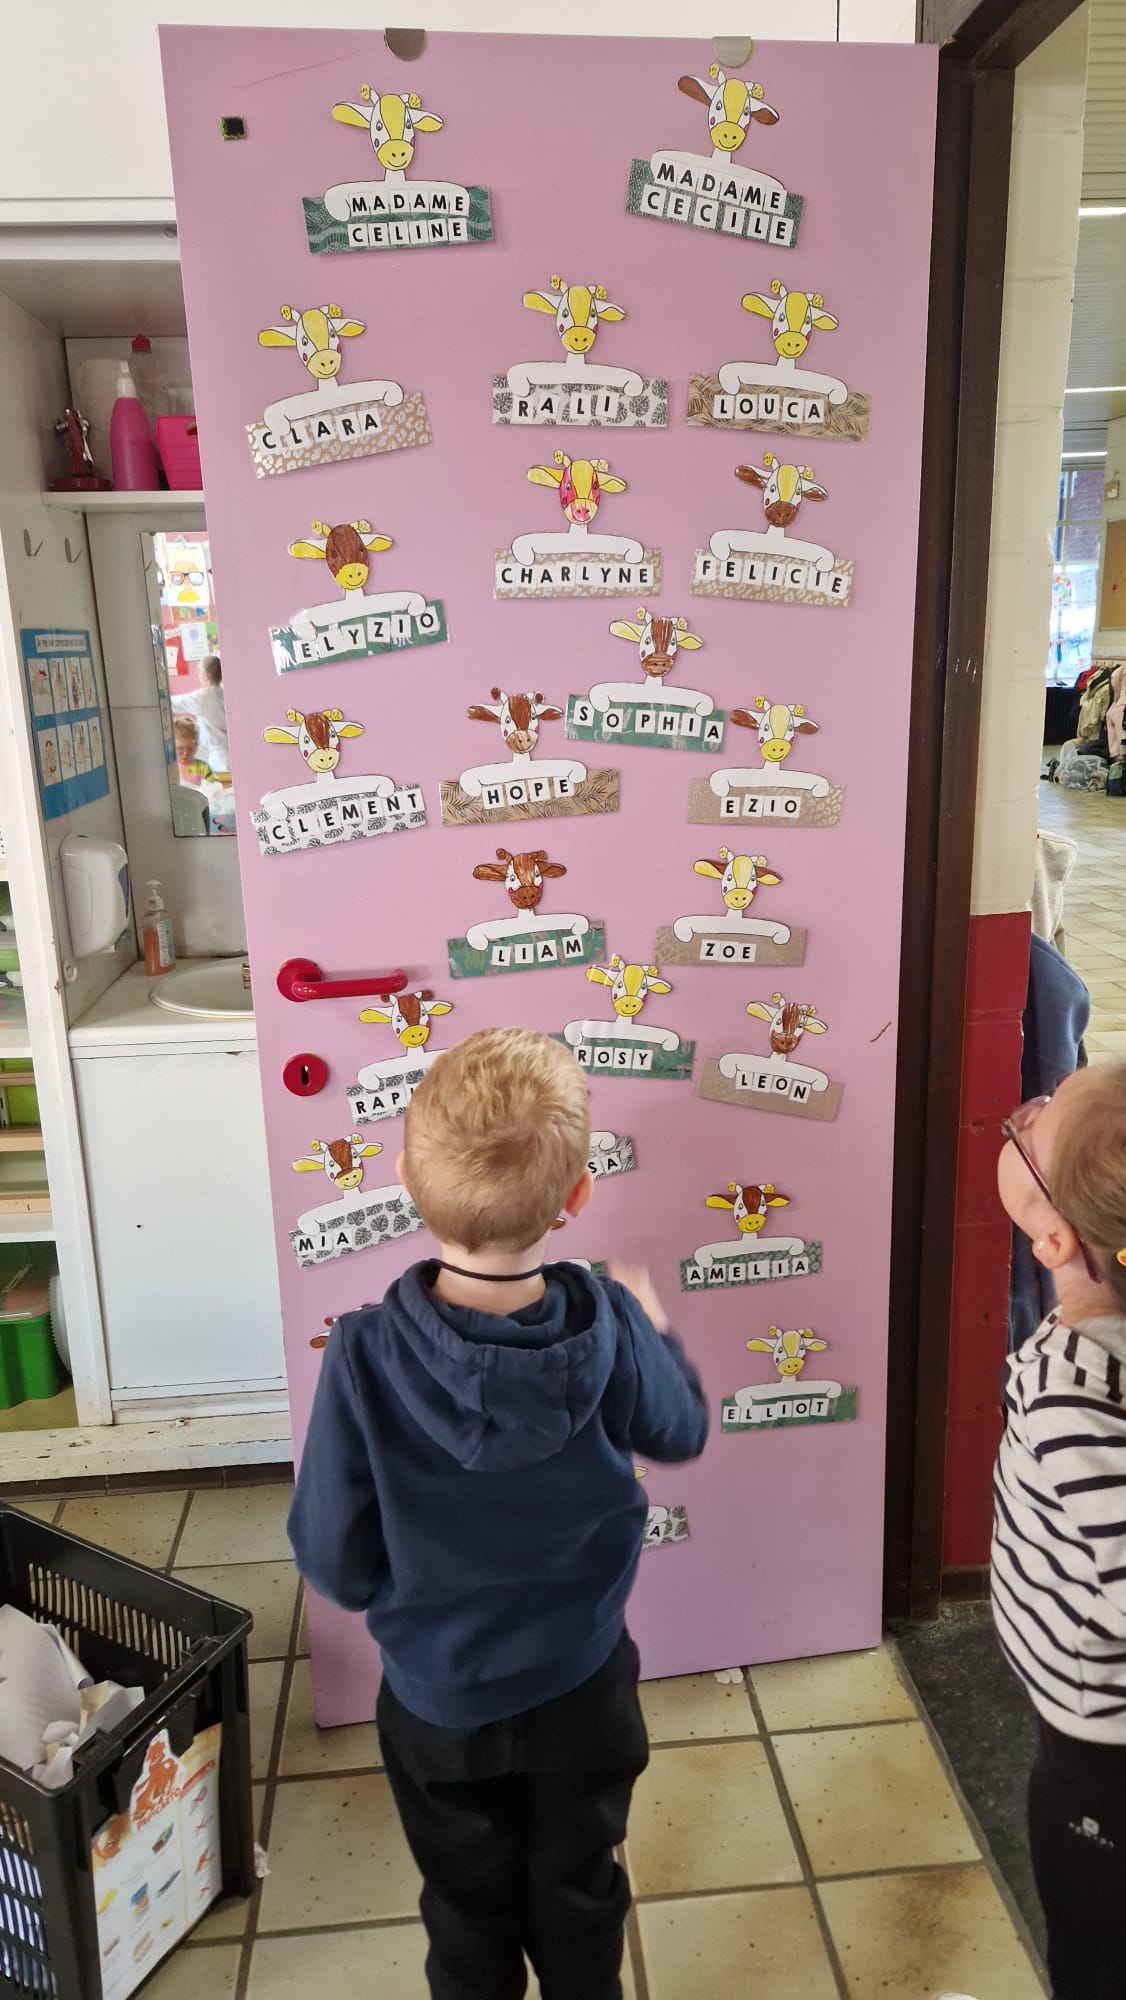 MADAME
CELINE
MADAME
CECILE
CLARA
RALI
LOUCA
CHARLYNE
FELICIE
ELYZIO
SOPHIA
CLEMENT
HOPE
EZIO
LIAM
ZOE
ROSY
LEON
MIA
AMELIA
ELLIOT